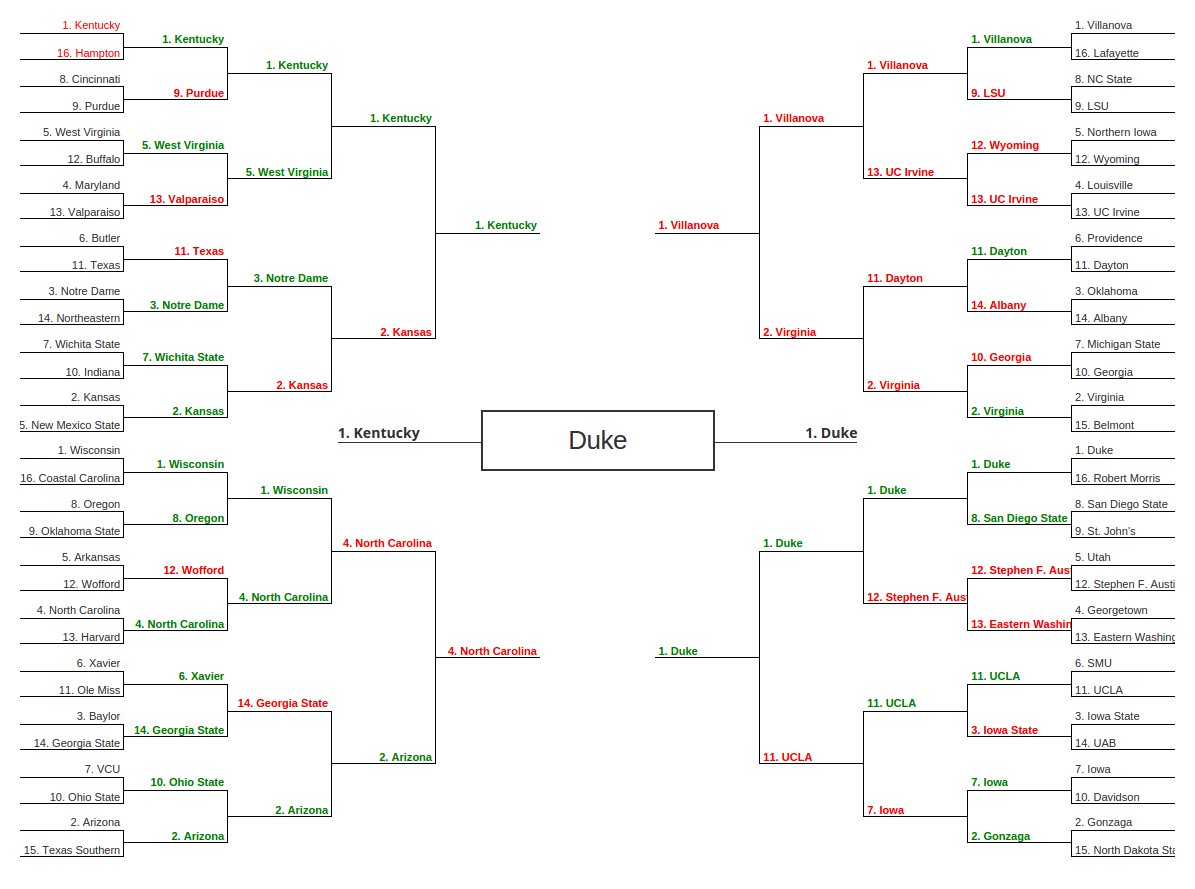 1. Kentucky
16. Hampton
8. Cincinnati
9. Purdue
5. West Virginia
12. Buffalo
4. Maryland
13. Valparaiso
6. Butler
11. Texas
3. Notre Dame
14. Northeastern
7. Wichita State
10. Indiana
2. Kansas
5. New Mexico State
1. Wisconsin
16. Coastal Carolina
8. Oregon
9. Oklahoma State
5. Arkansas
12. Wofford
4. North Carolina
13. Harvard
6. Xavier
11. Ole Miss
3. Baylor
14. Georgia State
7. VCU
10. Ohio State
2. Arizona
15. Texas Southern
1. Kentucky
9. Purdue
5. West Virginia
13. Valparaiso
11. Texas
3. Notre Dame
7. Wichita State
2. Kansas
1. Wisconsin
8. Oregon
12. Wofford
4. North Carolina
6. Xavier
14. Georgia State
10. Ohio State
2. Arizona
1. Kentucky
5. West Virginia
3. Notre Dame
2. Kansas
1. Wisconsin
4. North Carolina
14. Georgia State
2. Arizona
1. Kentucky
2. Kansas
4. North Carolina
2. Arizona
1. Kentucky
4. North Carolina
1. Kentucky
Duke
1. Duke
1. Villanova
1. Duke
1. Villanova
2. Virginia
1. Duke
11. UCLA
1. Villanova
13. UC Irvine
11. Dayton
2. Virginia
1. Duke
12. Stephen F. Aus
11. UCLA
7. Iowa
1. Villanova
9. LSU
12. Wyoming
13. UC Irvine
11. Dayton
14. Albany
10. Georgia
2. Virginia
1. Duke
8. San Diego State
12. Stephen F. Aust
13. Eastern Washin
11. UCLA
3. Iowa State
7. Iowa
2. Gonzaga
1. Villanova
16. Lafayette
8. NC State
9. LSU
5. Northern Iowa
12. Wyoming
4. Louisville
13. UC Irvine
6. Providence
11. Dayton
3. Oklahoma
14. Albany
7. Michigan State
10. Georgia
2. Virginia
15. Belmont
1. Duke
16. Robert Morris
8. San Diego State
9. St. John's
5. Utah
12. Stephen F. Austi
4. Georgetown
13. Eastern Washing
6. SMU
11. UCLA
3. Iowa State
14. UAB
7. Iowa
10. Davidson
2. Gonzaga
15. North Dakota Sta